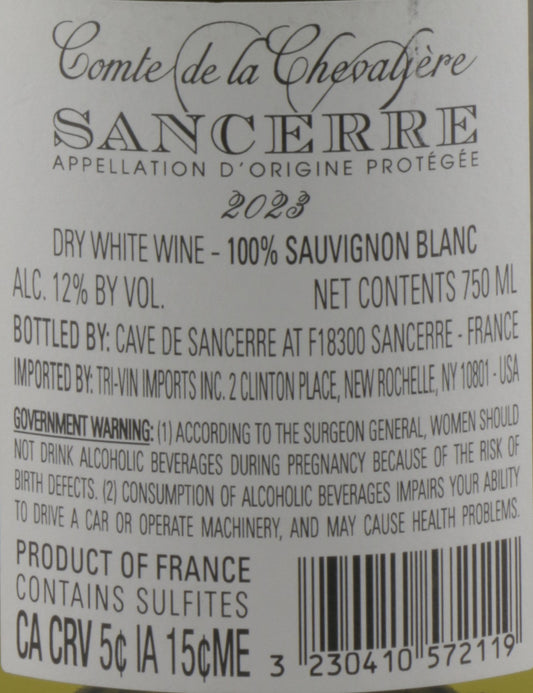 Comte de la Chevalière
SANCERRE
APPELLATION D'ORIGINE PROTÉGÉE
2023
DRY WHITE WINE - 100% SAUVIGNON BLANC
ALC. 12% BY VOL. NET CONTENTS 750 ML
BOTTLED BY: CAVE DE SANCERRE AT F18300 SANCERRE - FRANCE
IMPORTED BY: TRI-VIN IMPORTS INC. 2 CLINTON PLACE, NEW ROCHELLE, NY 10801 - USA
GOVERNMENT WARNING: (1) ACCORDING TO THE SURGEON GENERAL, WOMEN SHOULD
NOT DRINK ALCOHOLIC BEVERAGES DURING PREGNANCY BECAUSE OF THE RISK OF
BIRTH DEFECTS. (2) CONSUMPTION OF ALCOHOLIC BEVERAGES IMPAIRS YOUR ABILITY
TO DRIVE A CAR OR OPERATE MACHINERY, AND MAY CAUSE HEALTH PROBLEMS.
PRODUCT OF FRANCE
CONTAINS SULFITES
CA CRV 5¢ IA 15¢ME
3 230410 572119